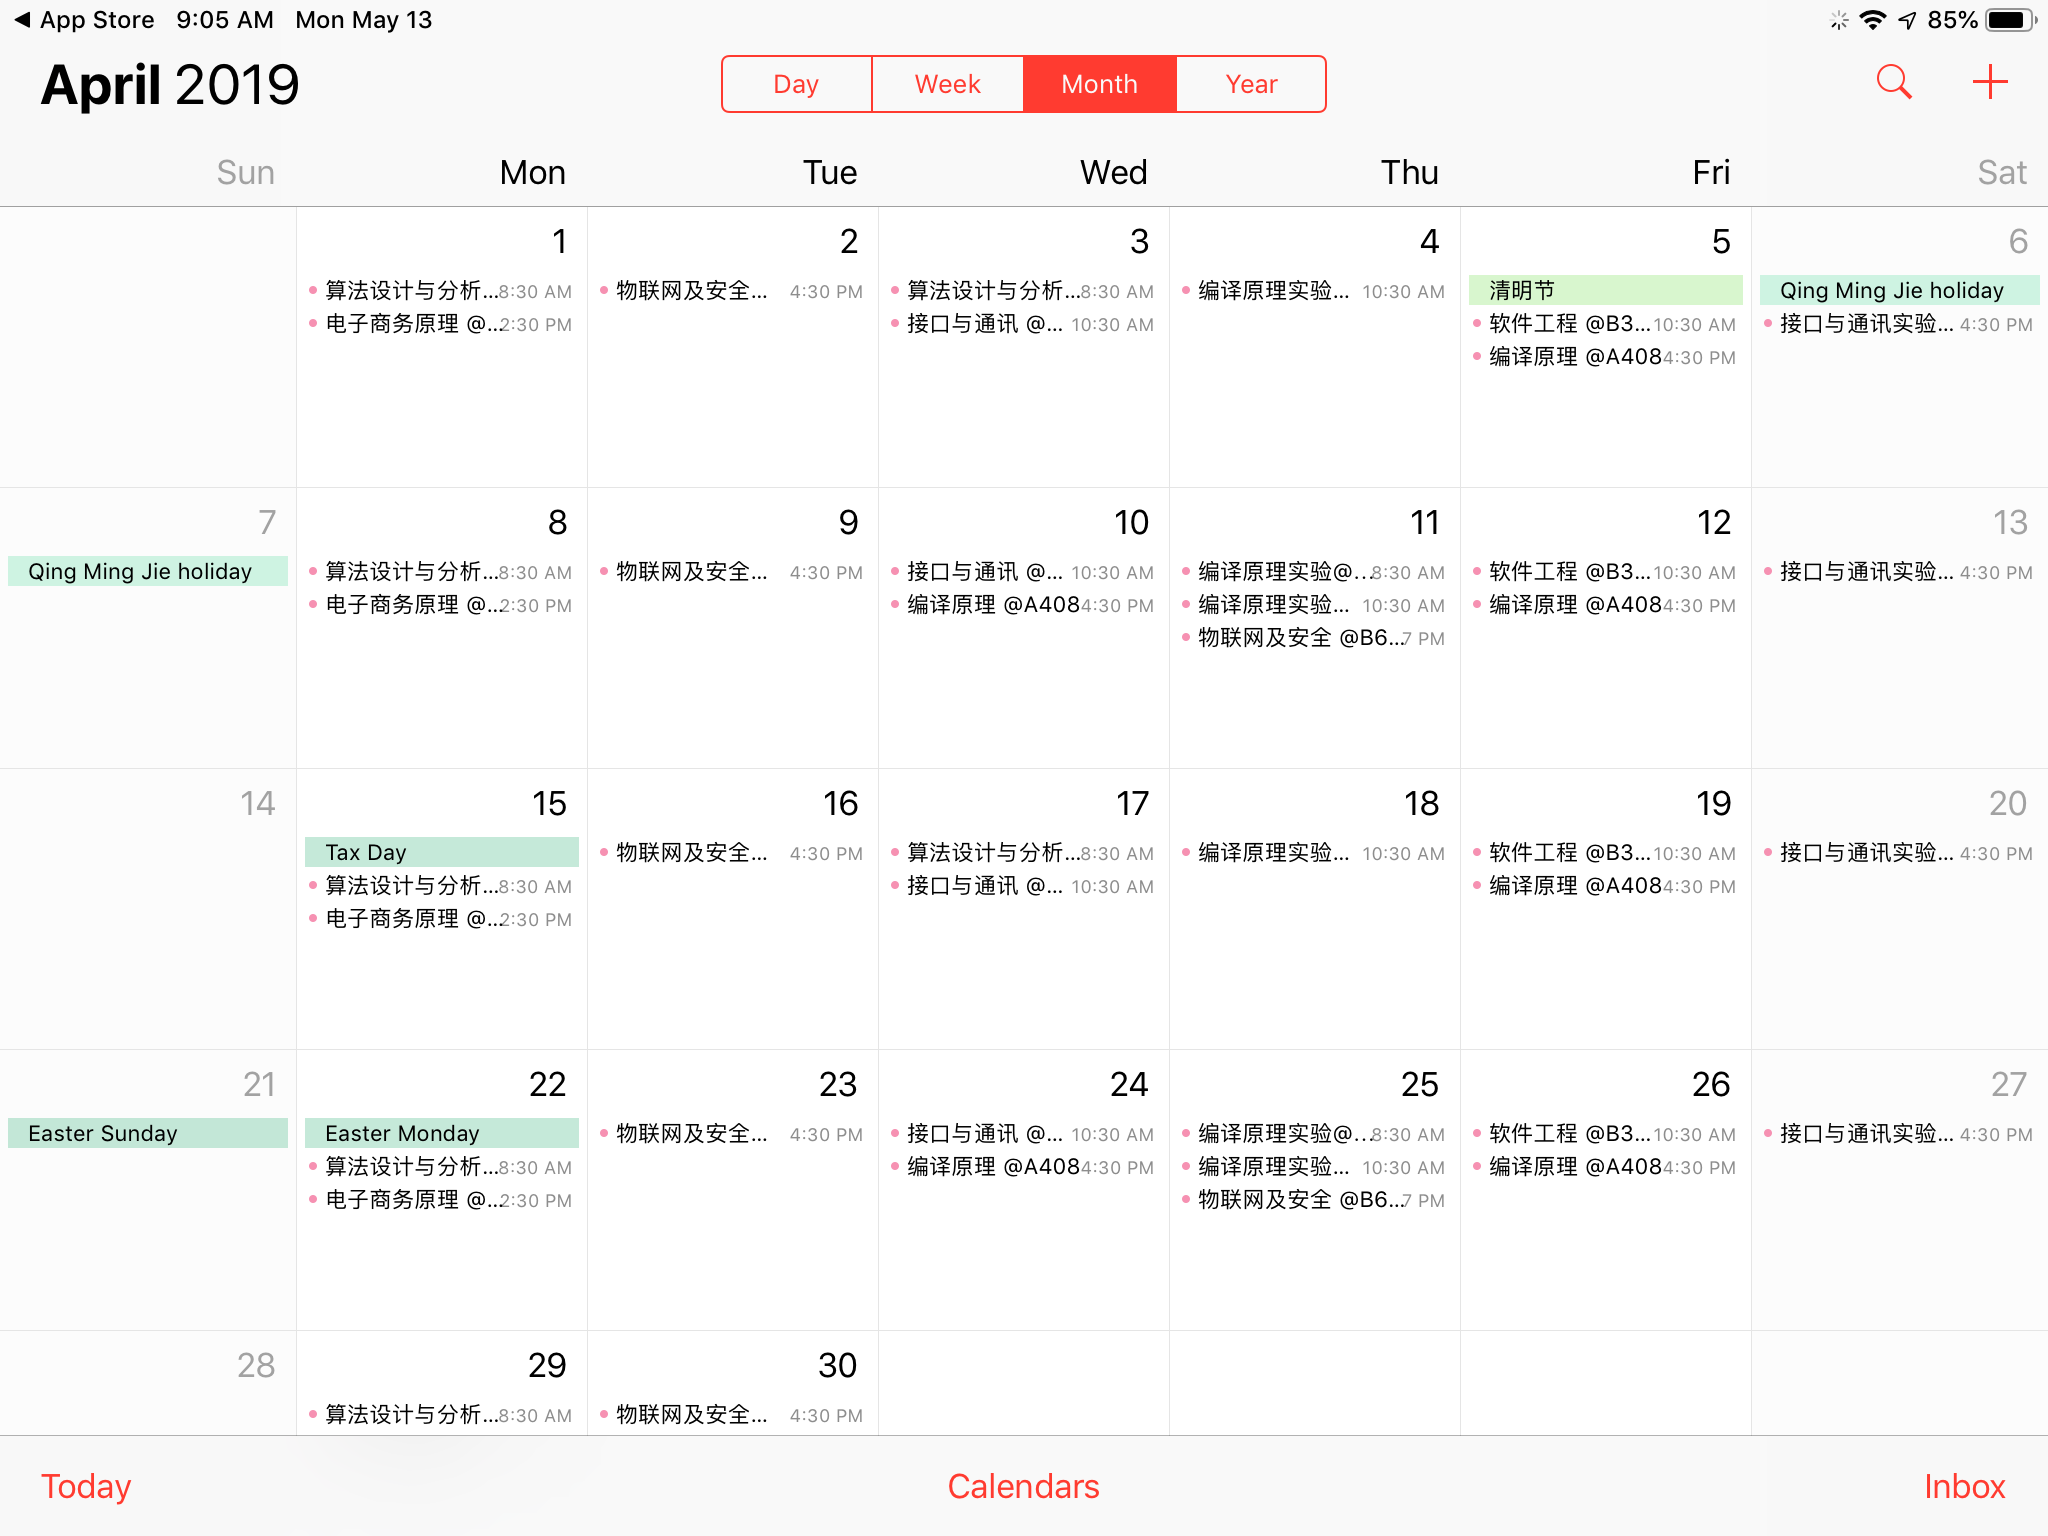 App Store 9:05 AM Mon May 13 85%
April 2019
Day Week Month Year
Sun Mon Tue Wed Thu Fri Sat
1
算法设计与分析... 8:30 AM
电子商务原理 @... 2:30 PM
2
物联网及安全... 4:30 PM
3
算法设计与分析... 8:30 AM
接口与通讯 @... 10:30 AM
4
编译原理实验... 10:30 AM
5
清明节
软件工程 @B3... 10:30 AM
编译原理 @A408 4:30 PM
6
Qing Ming Jie holiday
接口与通讯实验... 4:30 PM
7
Qing Ming Jie holiday
8
算法设计与分析... 8:30 AM
电子商务原理 @... 2:30 PM
9
物联网及安全... 4:30 PM
10
接口与通讯 @... 10:30 AM
编译原理 @A408 4:30 PM
11
编译原理实验@... 8:30 AM
编译原理实验... 10:30 AM
物联网及安全 @B6... 7 PM
12
软件工程 @B3... 10:30 AM
编译原理 @A408 4:30 PM
13
接口与通讯实验... 4:30 PM
14
15
Tax Day
算法设计与分析... 8:30 AM
电子商务原理 @... 2:30 PM
16
物联网及安全... 4:30 PM
17
算法设计与分析... 8:30 AM
接口与通讯 @... 10:30 AM
18
编译原理实验... 10:30 AM
19
软件工程 @B3... 10:30 AM
编译原理 @A408 4:30 PM
20
接口与通讯实验... 4:30 PM
21
Easter Sunday
22
Easter Monday
算法设计与分析... 8:30 AM
电子商务原理 @... 2:30 PM
23
物联网及安全... 4:30 PM
24
接口与通讯 @... 10:30 AM
编译原理 @A408 4:30 PM
25
编译原理实验@... 8:30 AM
编译原理实验... 10:30 AM
物联网及安全 @B6... 7 PM
26
软件工程 @B3... 10:30 AM
编译原理 @A408 4:30 PM
27
接口与通讯实验... 4:30 PM
28
29
算法设计与分析... 8:30 AM
30
物联网及安全... 4:30 PM
Today Calendars Inbox